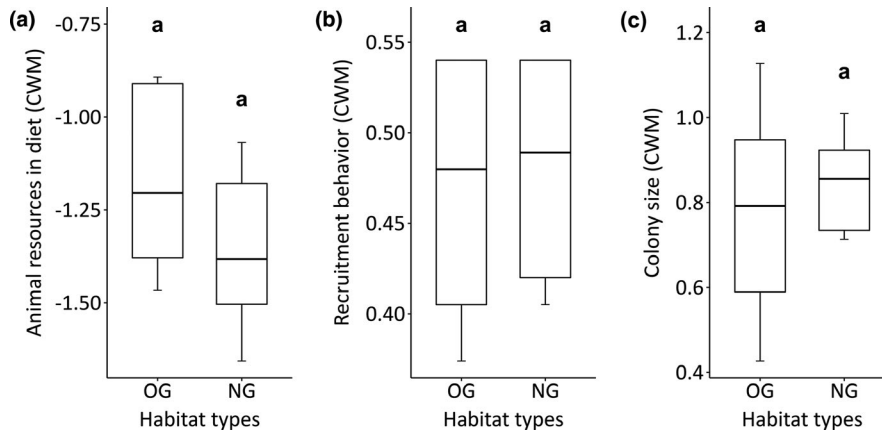 (a)
Animal resources in diet (CWM)
-0.75
-1.00
-1.25
-1.50
a
a
OG
NG
Habitat types
(b)
Recruitment behavior (CWM)
0.55
0.50
0.45
0.40
a
a
OG
NG
Habitat types
(c)
Colony size (CWM)
1.2
1.0
0.8
0.6
0.4
a
a
OG
NG
Habitat types